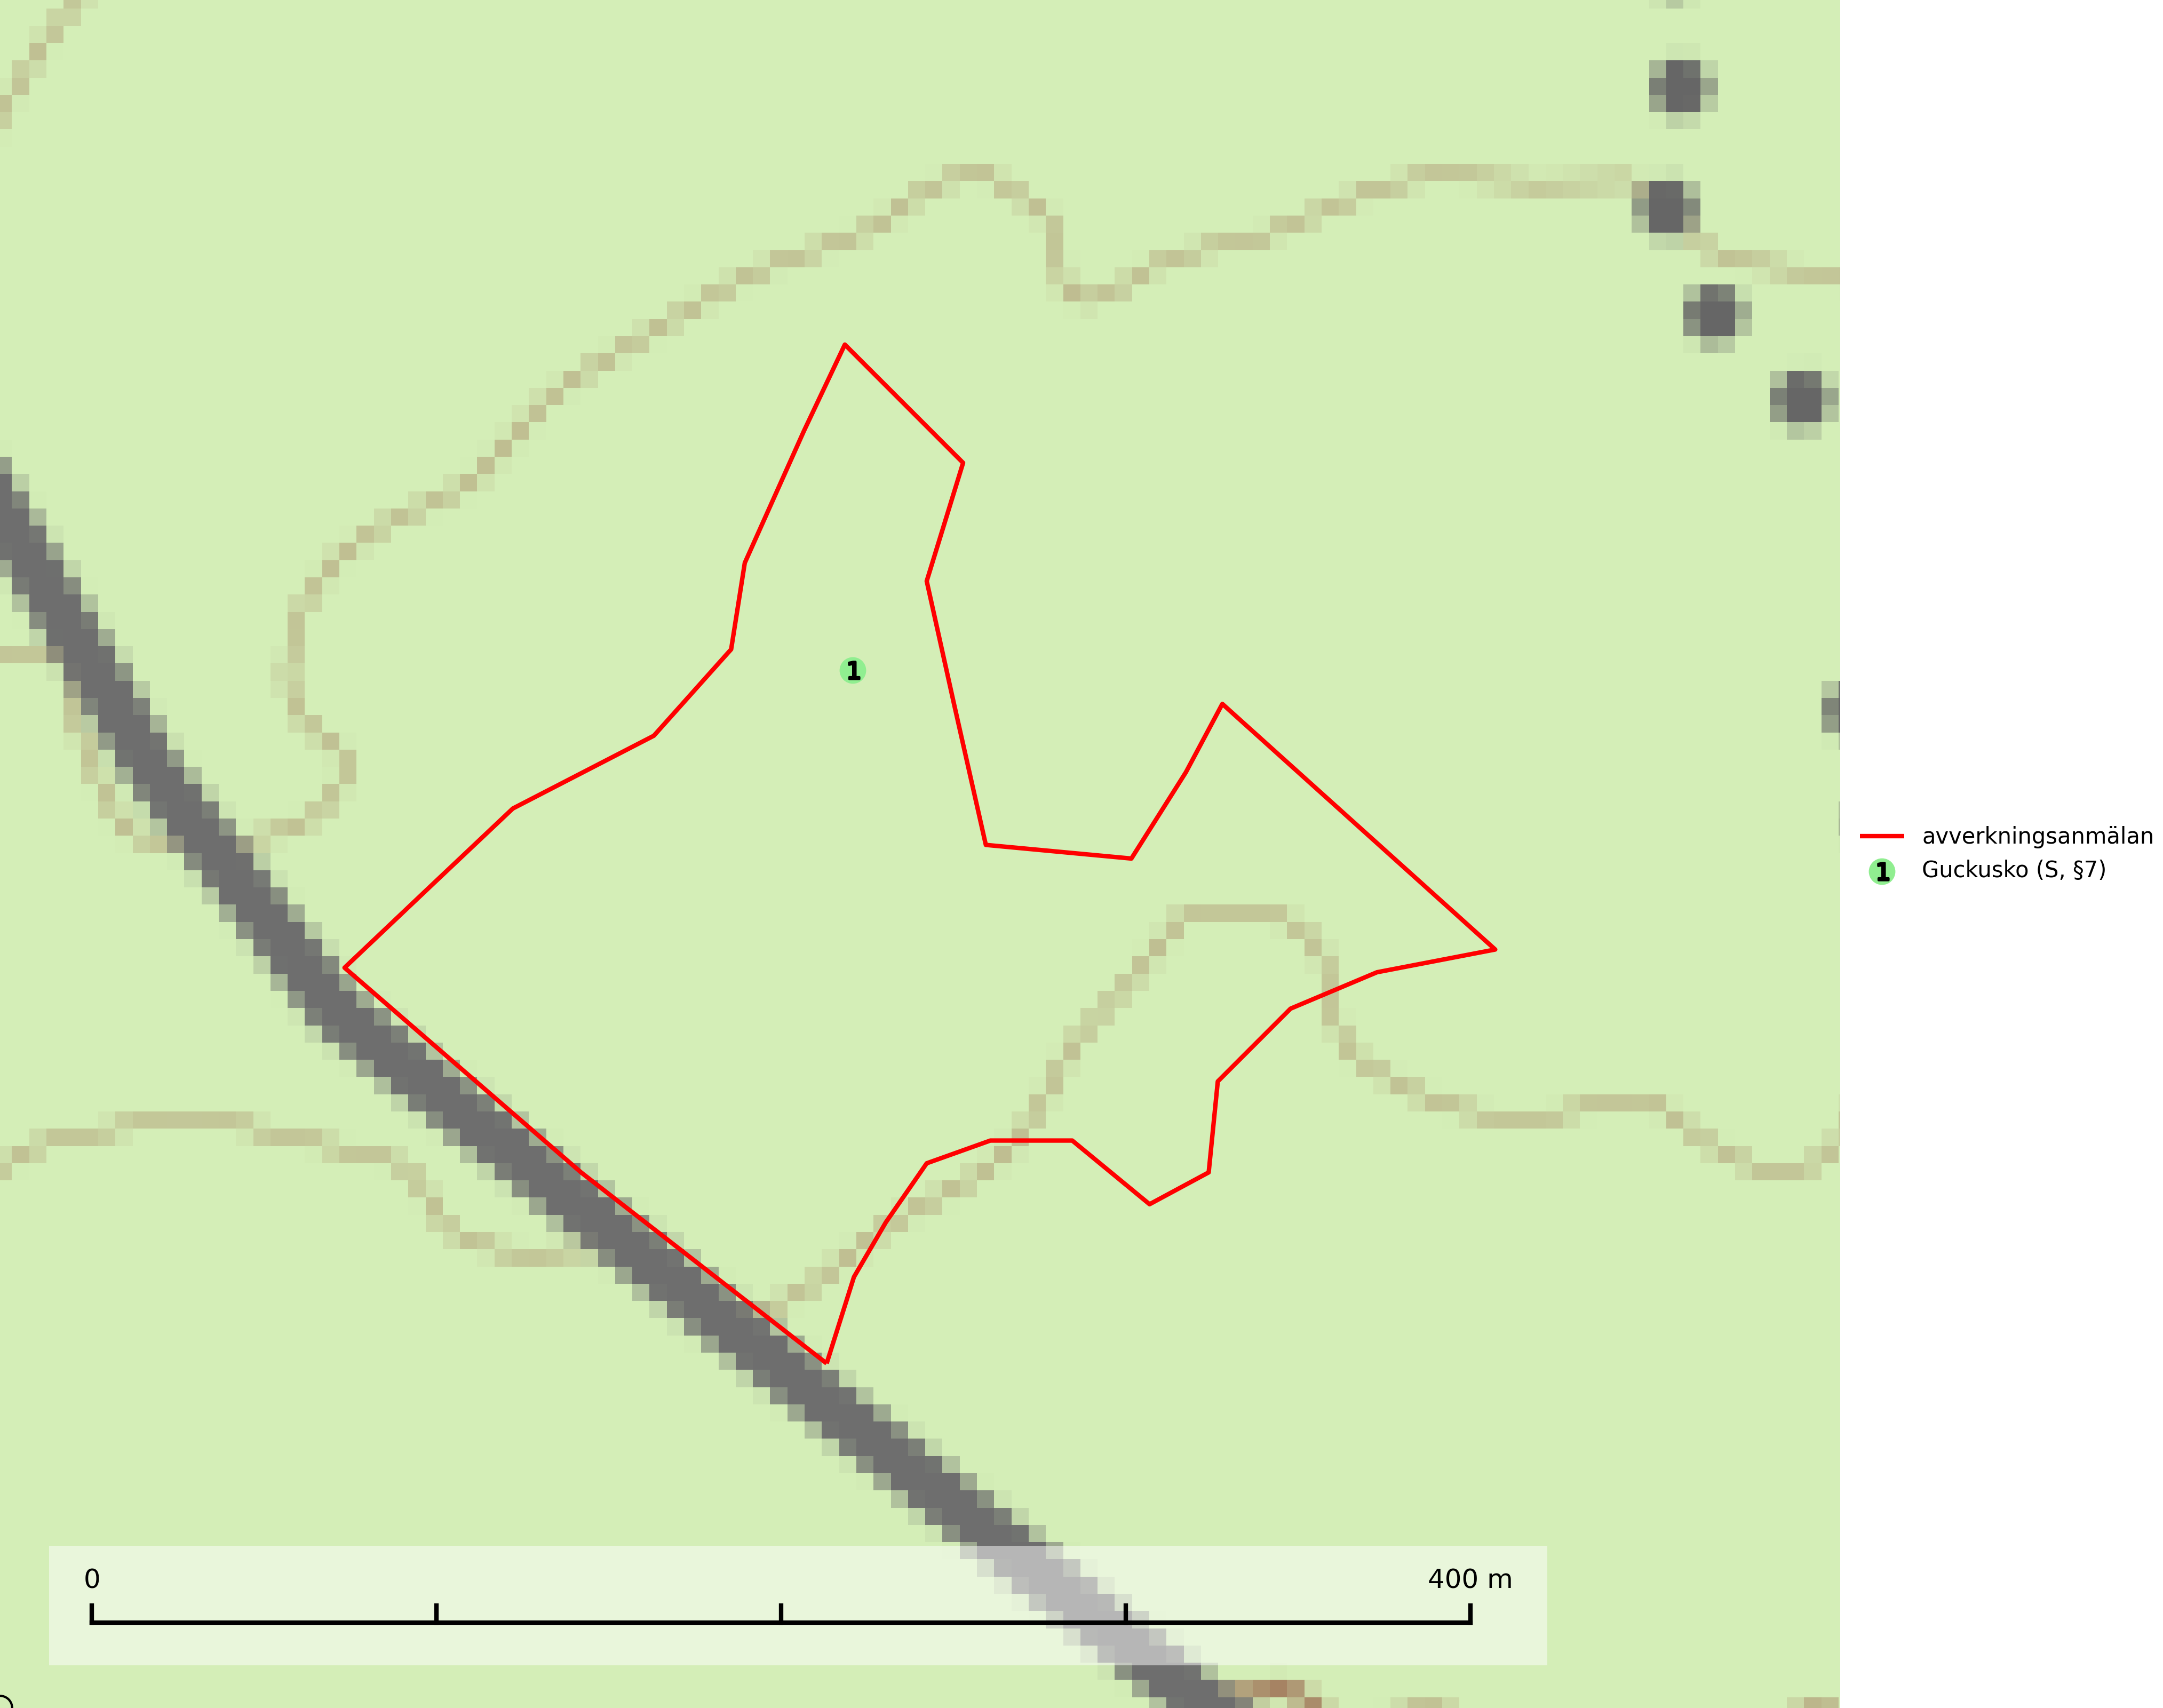 1
avverkningsanmälan
1 Guckusko (S, §7)
0 400 m